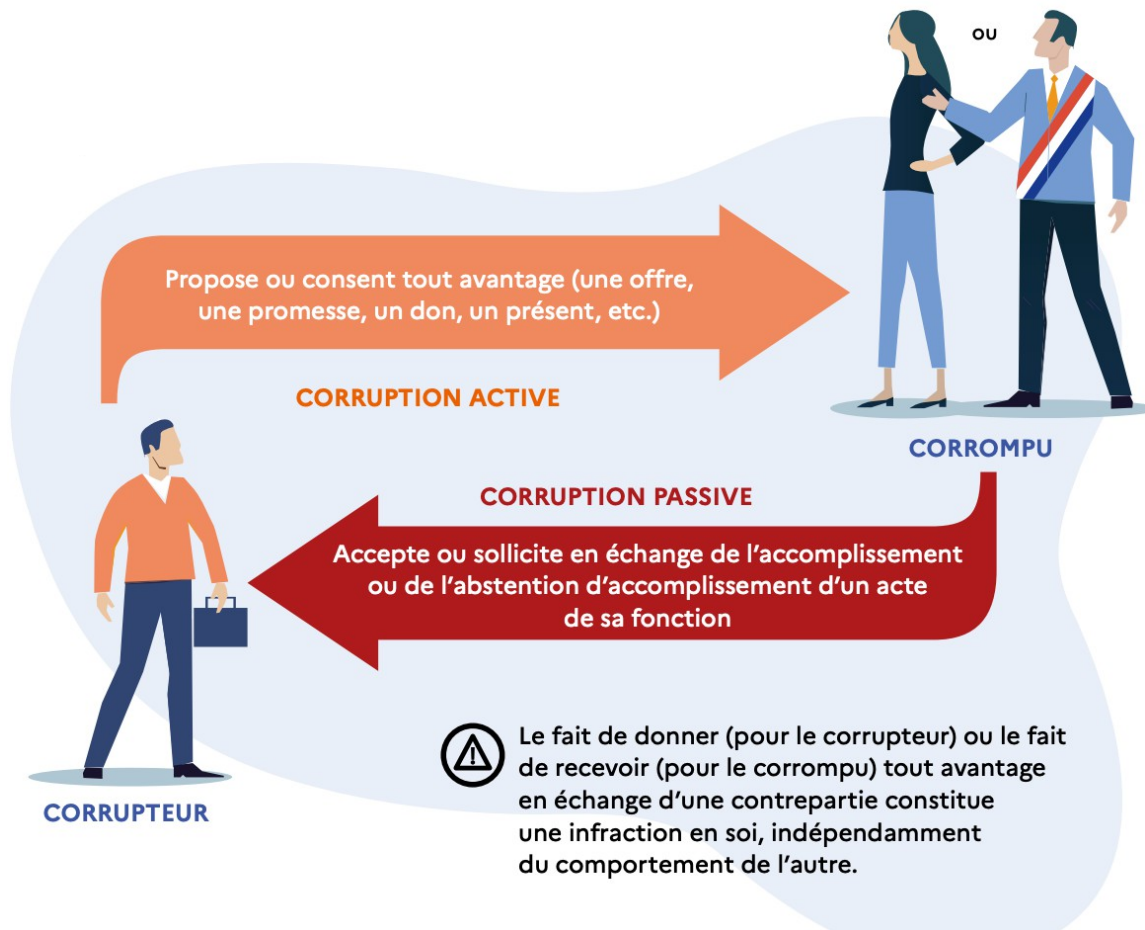 ou
Propose ou consent tout avantage (une offre,
une promesse, un don, un présent, etc.)
CORRUPTION ACTIVE
CORROMPU
CORRUPTION PASSIVE
Accepte ou sollicite en échange de l’accomplissement
ou de l’abstention d’accomplissement d’un acte
de sa fonction
CORRUPTEUR
Le fait de donner (pour le corrupteur) ou le fait
de recevoir (pour le corrompu) tout avantage
en échange d’une contrepartie constitue
une infraction en soi, indépendamment
du comportement de l’autre.